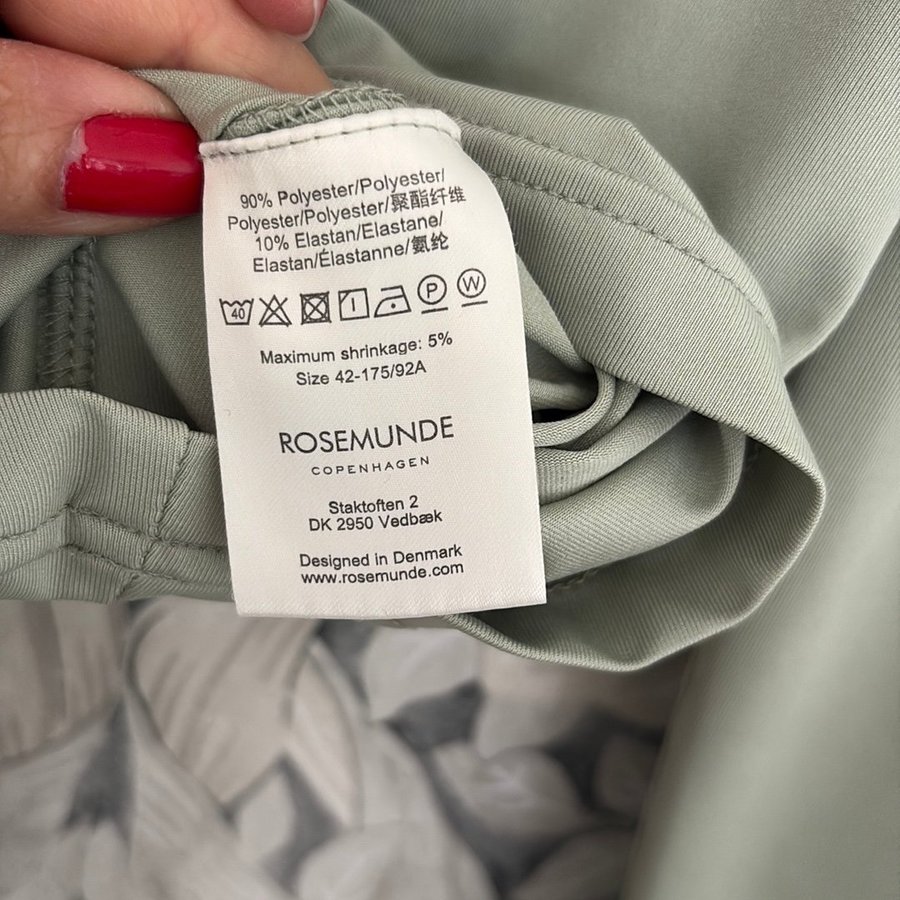 90% Polyester/Polyester/
Polyester/Polyester/聚酯纤维
10% Elastan/Elastane/
Elastan/Élastanne/氨纶
40 P W
Maximum shrinkage: 5%
Size 42-175/92A
ROSEMUNDE
COPENHAGEN
Staktoften 2
DK 2950 Vedbæk
Designed in Denmark
www.rosemunde.com